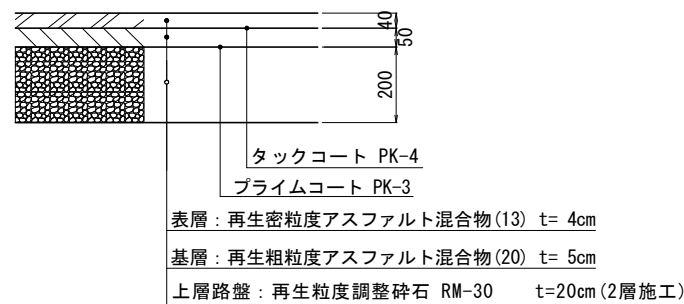 40
50
200
タックコート PK-4
プライムコート PK-3
表層：再生密粒度アスファルト混合物(13) t= 4cm
基層：再生粗粒度アスファルト混合物(20) t= 5cm
上層路盤：再生粒度調整砕石 RM-30 t=20cm(2層施工)